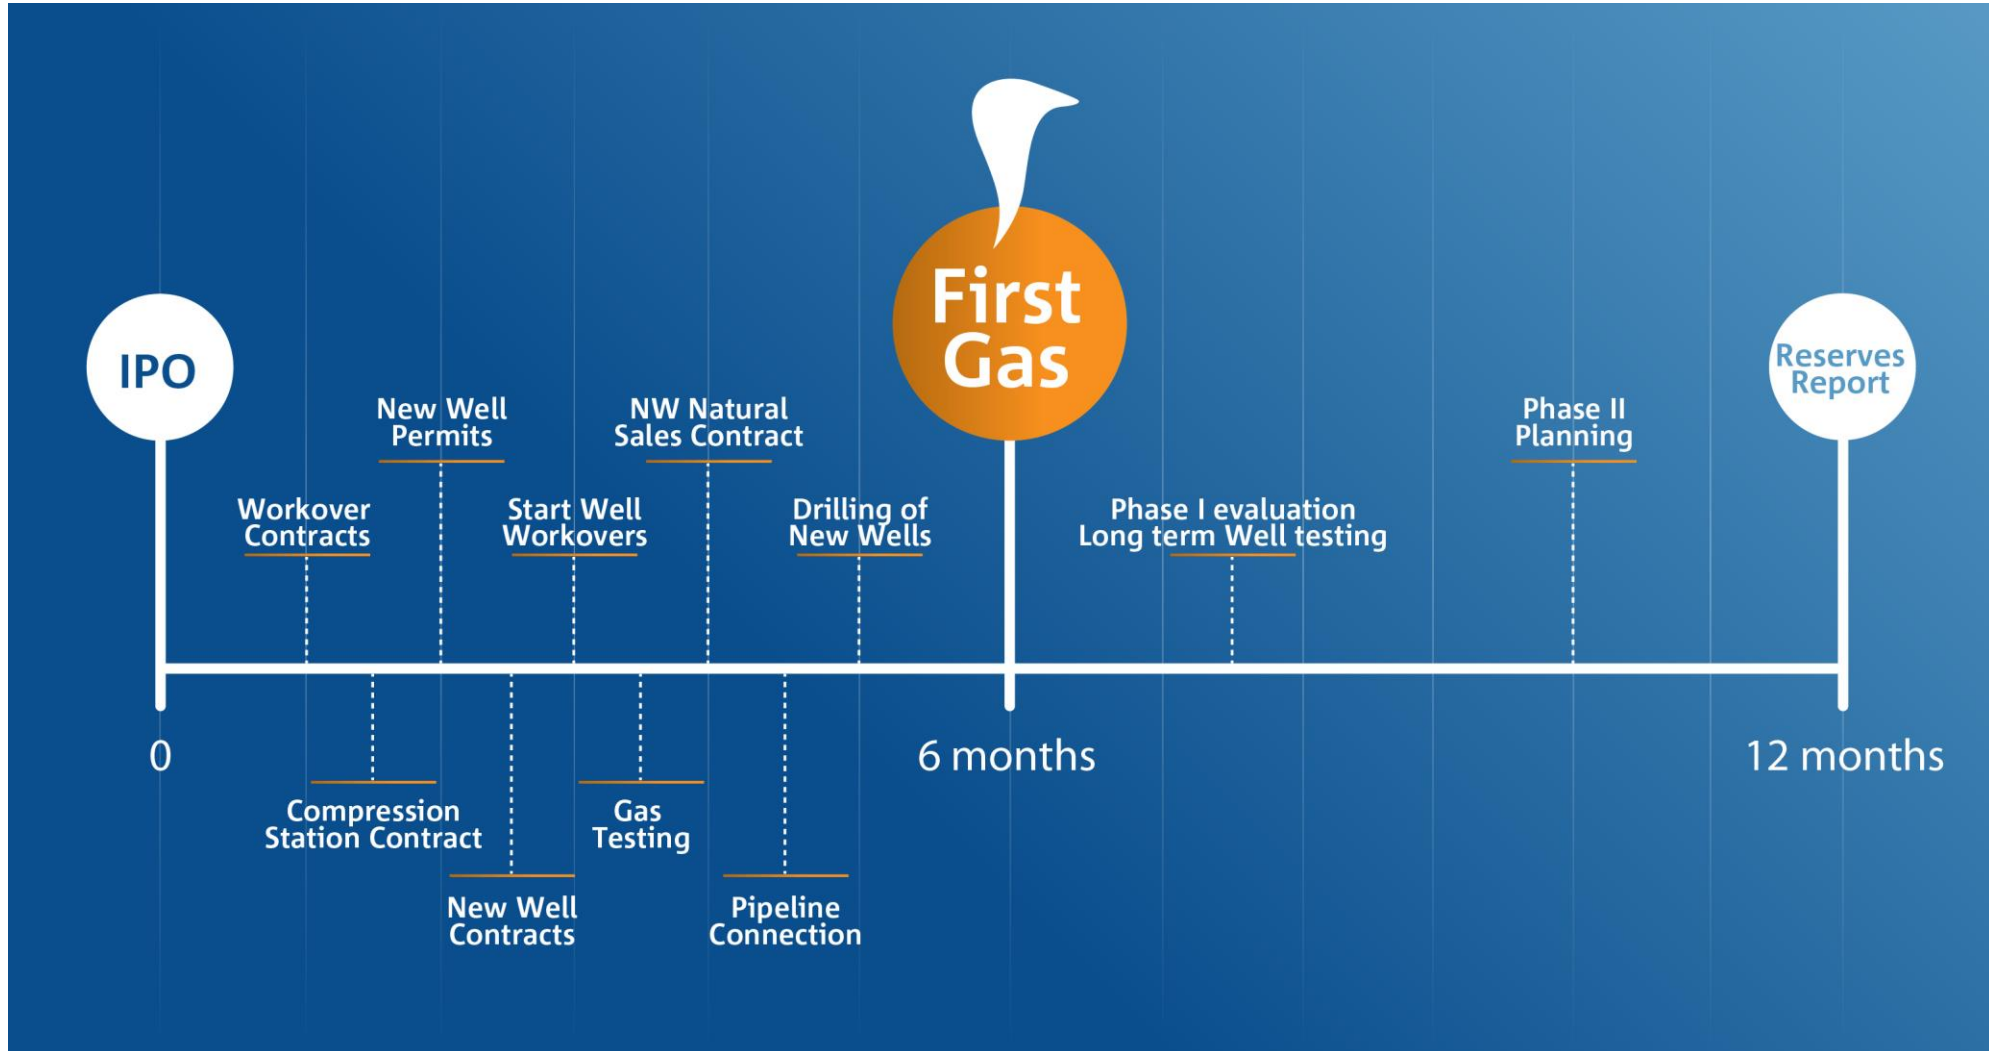 First
Gas
IPO
Reserves
Report
New Well
Permits
NW Natural
Sales Contract
Phase II
Planning
Workover
Contracts
Start Well
Workovers
Drilling of
New Wells
Phase I evaluation
Long term Well testing
0
6 months
12 months
Compression
Station Contract
Gas
Testing
New Well
Contracts
Pipeline
Connection